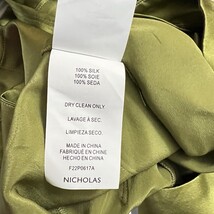 100% SILK
100% SOIE
100% SEDA
DRY CLEAN ONLY
LAVAGE À SEC
LIMPIEZA SECO
MADE IN CHINA
FABRIQUE EN CHINE
HECHO EN CHINA
F22P0617A
NICHOLAS